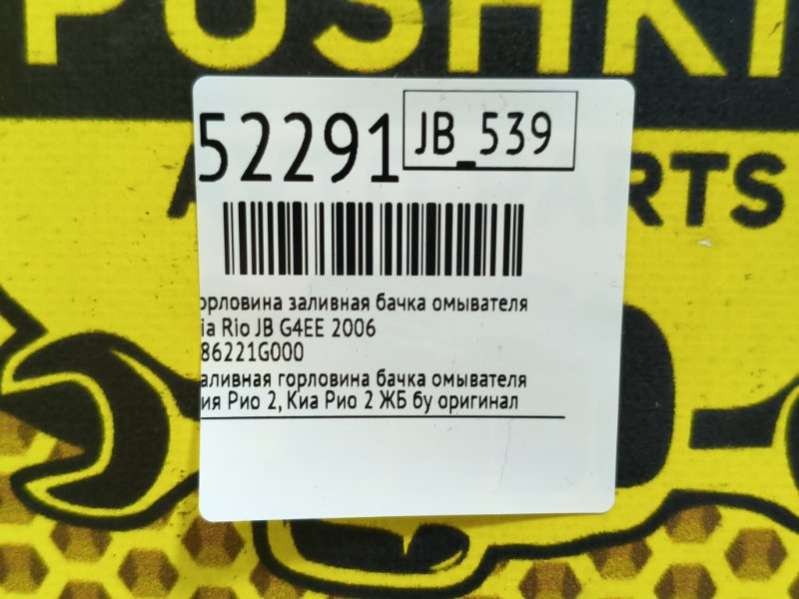 PUSHKI
RTS
52291
JB_539
орловина заливная бачка омывателя
ia Rio JB G4EE 2006
86221G000
аливная горловина бачка омывателя
ия Рио 2, Киа Рио 2 ЖБ бу оригинал